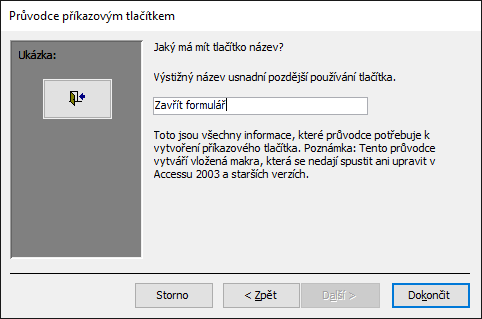 Průvodce příkazovým tlačítkem
Ukázka:
Jaký má mít tlačítko název?
Výstižný název usnadní pozdější používání tlačítka.
Zavřít formulář
Toto jsou všechny informace, které průvodce potřebuje k
vytvoření příkazového tlačítka. Poznámka: Tento průvodce
vytváří vložená makra, která se nedají spustit ani upravit v
Accessu 2003 a starších verzích.
Storno
< Zpět
Další >
Dokončit